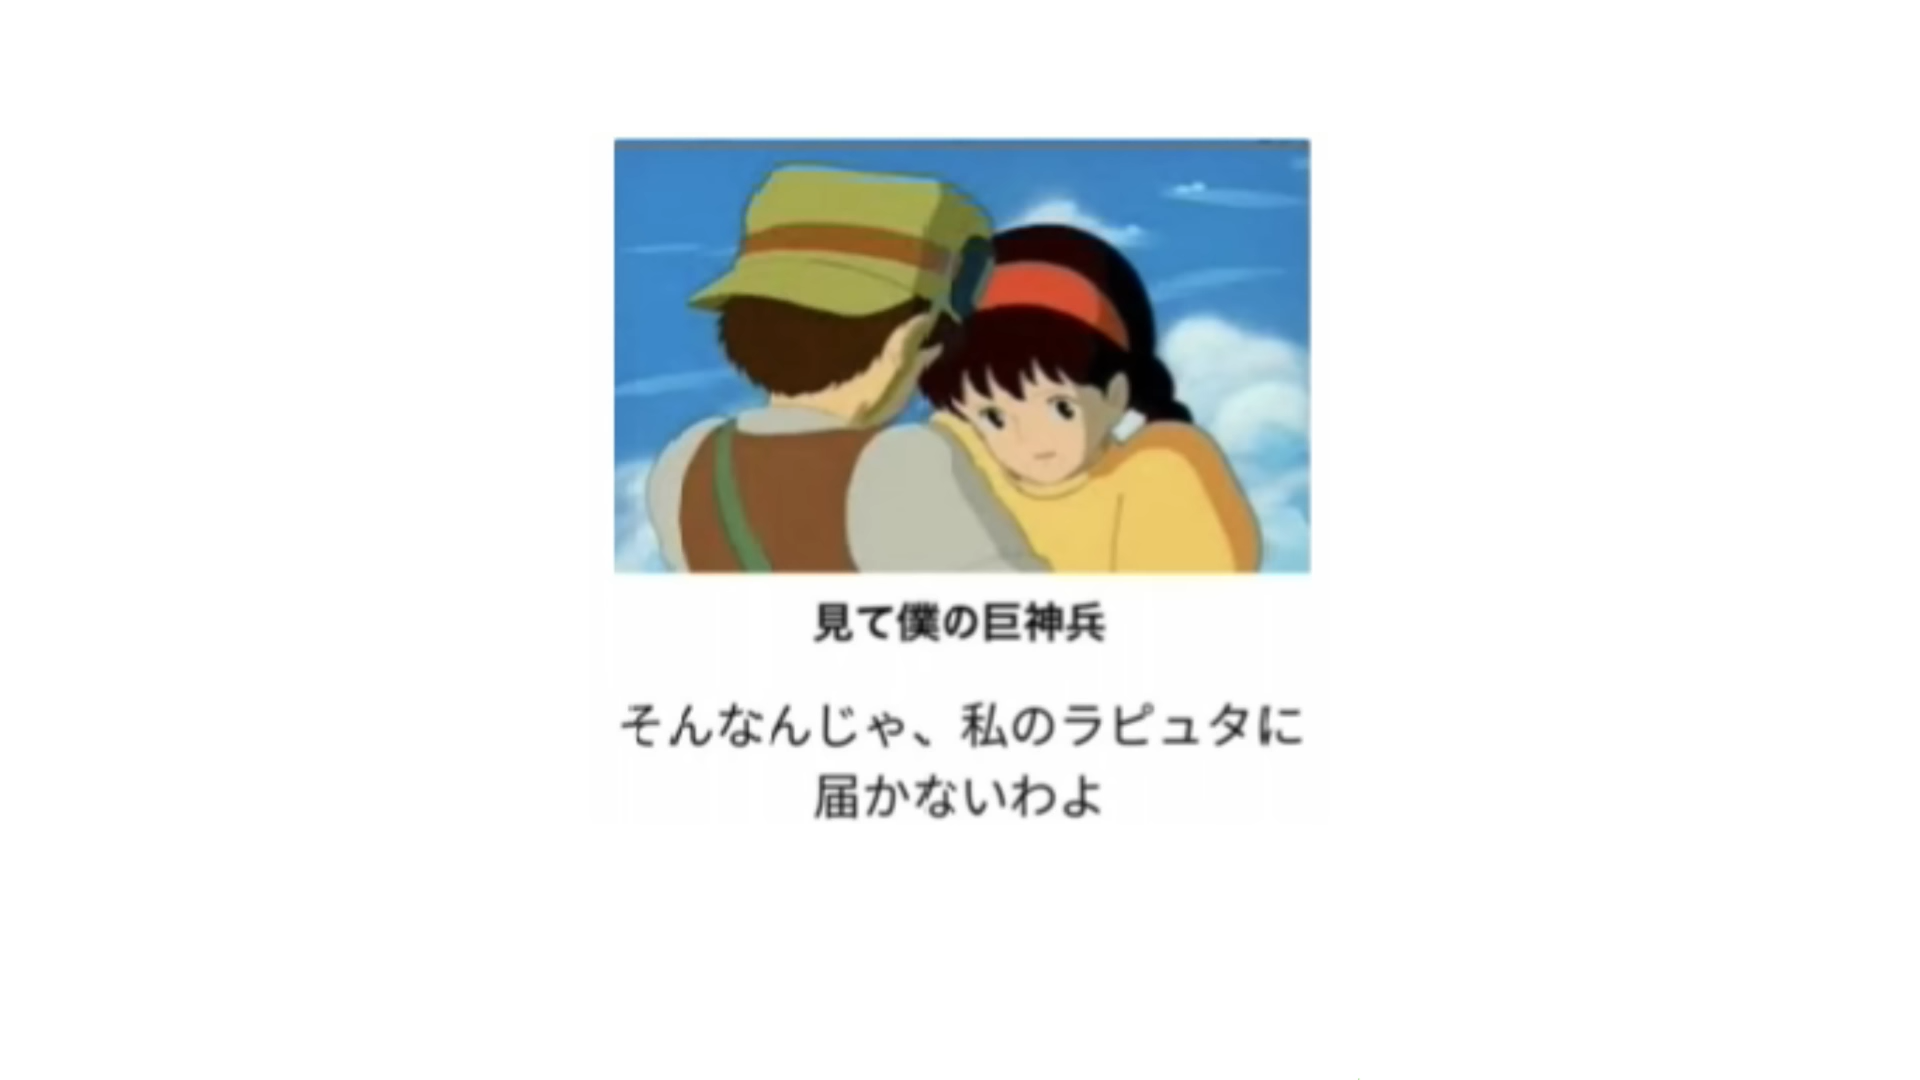 見て僕の巨神兵
そんなんじゃ、私のラピュタに
届かないわよ